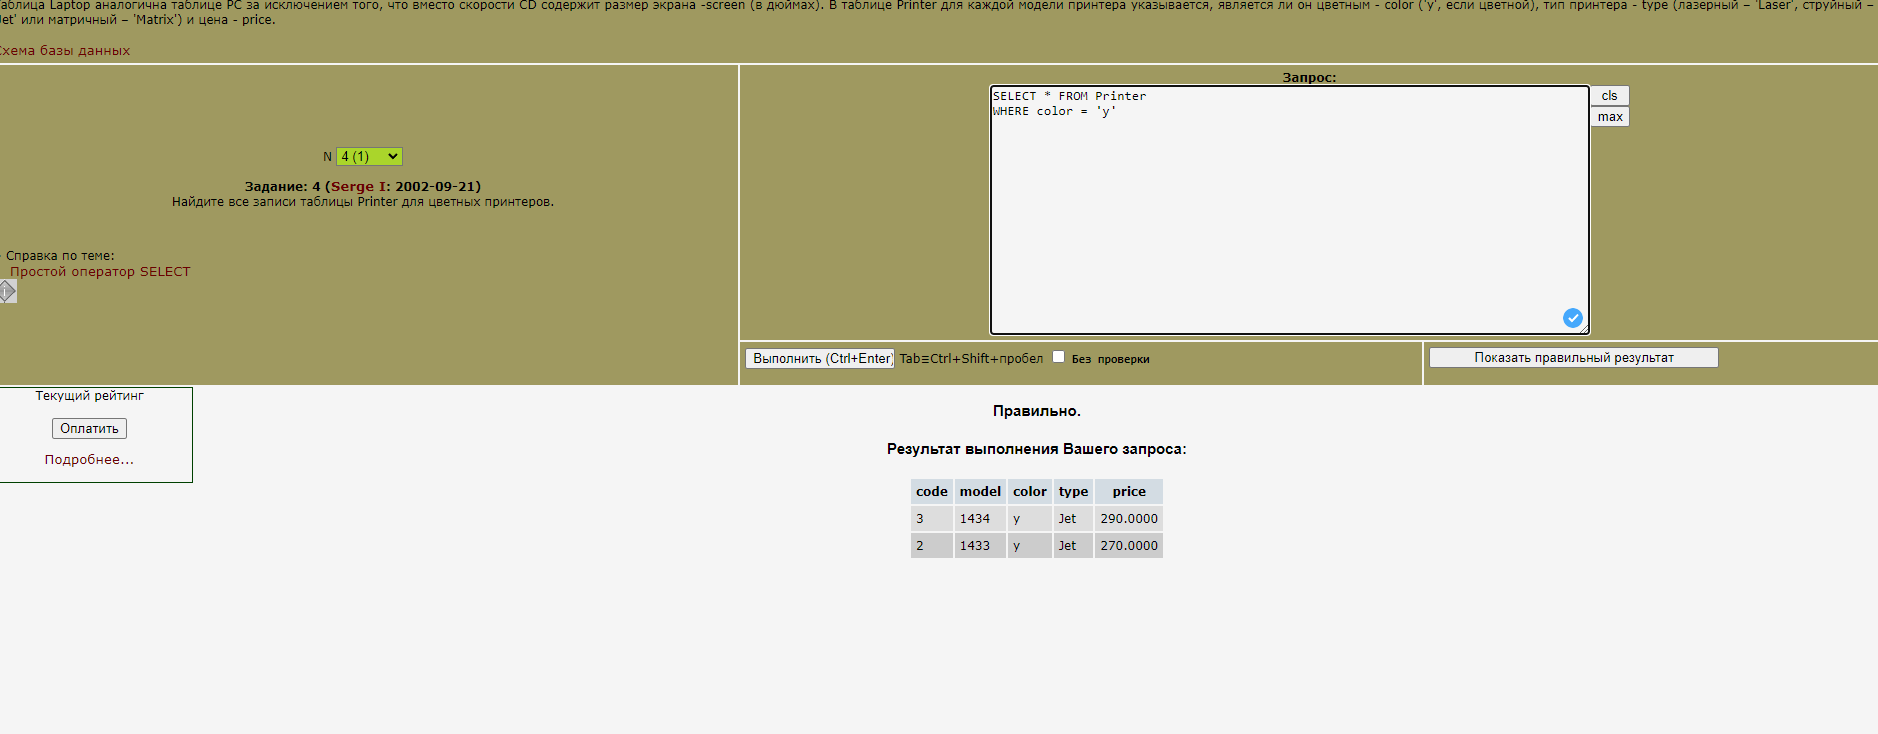 Таблица Laptop аналогична таблице PC за исключением того, что вместо скорости CD содержит размер экрана -screen (в дюймах). В таблице Printer для каждой модели принтера указывается, является ли он цветным - color ('y', если цветной), тип принтера - type (лазерный – 'Laser', струйный –
'Jet' или матричный – 'Matrix') и цена - price.
Схема базы данных
N 4 (1)
Задание: 4 (Serge I: 2002-09-21)
Найдите все записи таблицы Printer для цветных принтеров.
Справка по теме:
Простой оператор SELECT
i
Запрос:
SELECT * FROM Printer
WHERE color = 'y'
cls
max
Выполнить (Ctrl+Enter) Tab≡Ctrl+Shift+пробел Без проверки
Показать правильный результат
Текущий рейтинг
Оплатить
Подробнее...
Правильно.
Результат выполнения Вашего запроса:
code model color type price
3 1434 y Jet 290.0000
2 1433 y Jet 270.0000